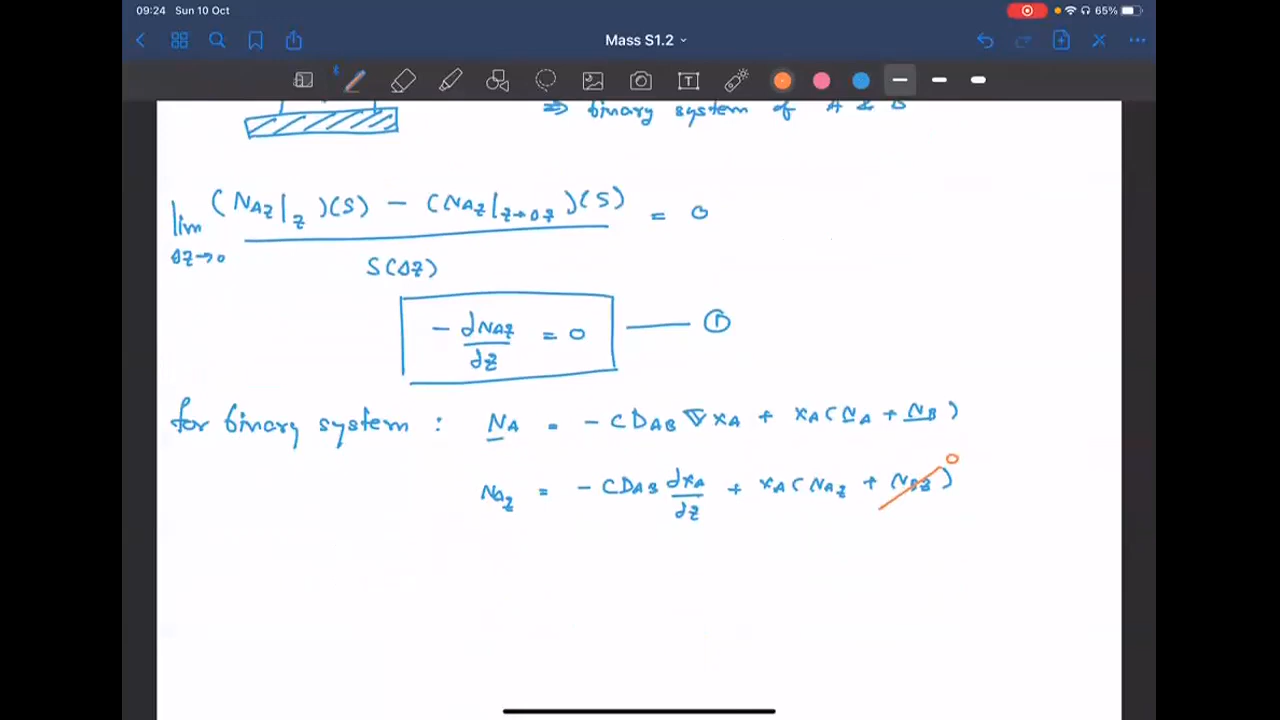 09:24 Sun 10 Oct 65%
Mass S1.2
⇒ binary system of A & B
lim Δz→0 (N_Az|_z)(S) − (N_Az|_z+Δz)(S) / S(Δz) = 0
− dN_Az/dz = 0 —— ①
for binary system : N_A = − CD_AB ∇x_A + x_A(N_A + N_B)
N_Az = − CD_AB dx_A/dz + x_A(N_Az + N_Bz) 0